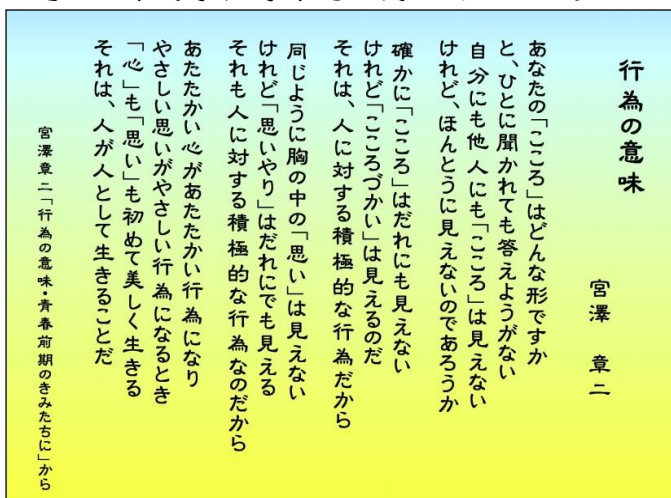 行為の意味
宮澤 章二
あなたの「こころ」はどんな形ですか
と、ひとに聞かれても答えようがない
自分にも他人にも「こころ」は見えない
けれど、ほんとうに見えないのであろうか
確かに「こころ」はだれにも見えない
けれど「こころづかい」は見えるのだ
それは、人に対する積極的な行為だから
同じように胸の中の「思い」は見えない
けれど「思いやり」はだれにでも見える
それも人に対する積極的な行為なのだから
あたたかい心があたたかい行為になり
やさしい思いがやさしい行為になるとき
「心」も「思い」も初めて美しく生きる
それは、人が人として生きることだ
宮澤章二「行為の意味・青春前期のきみたちに」から